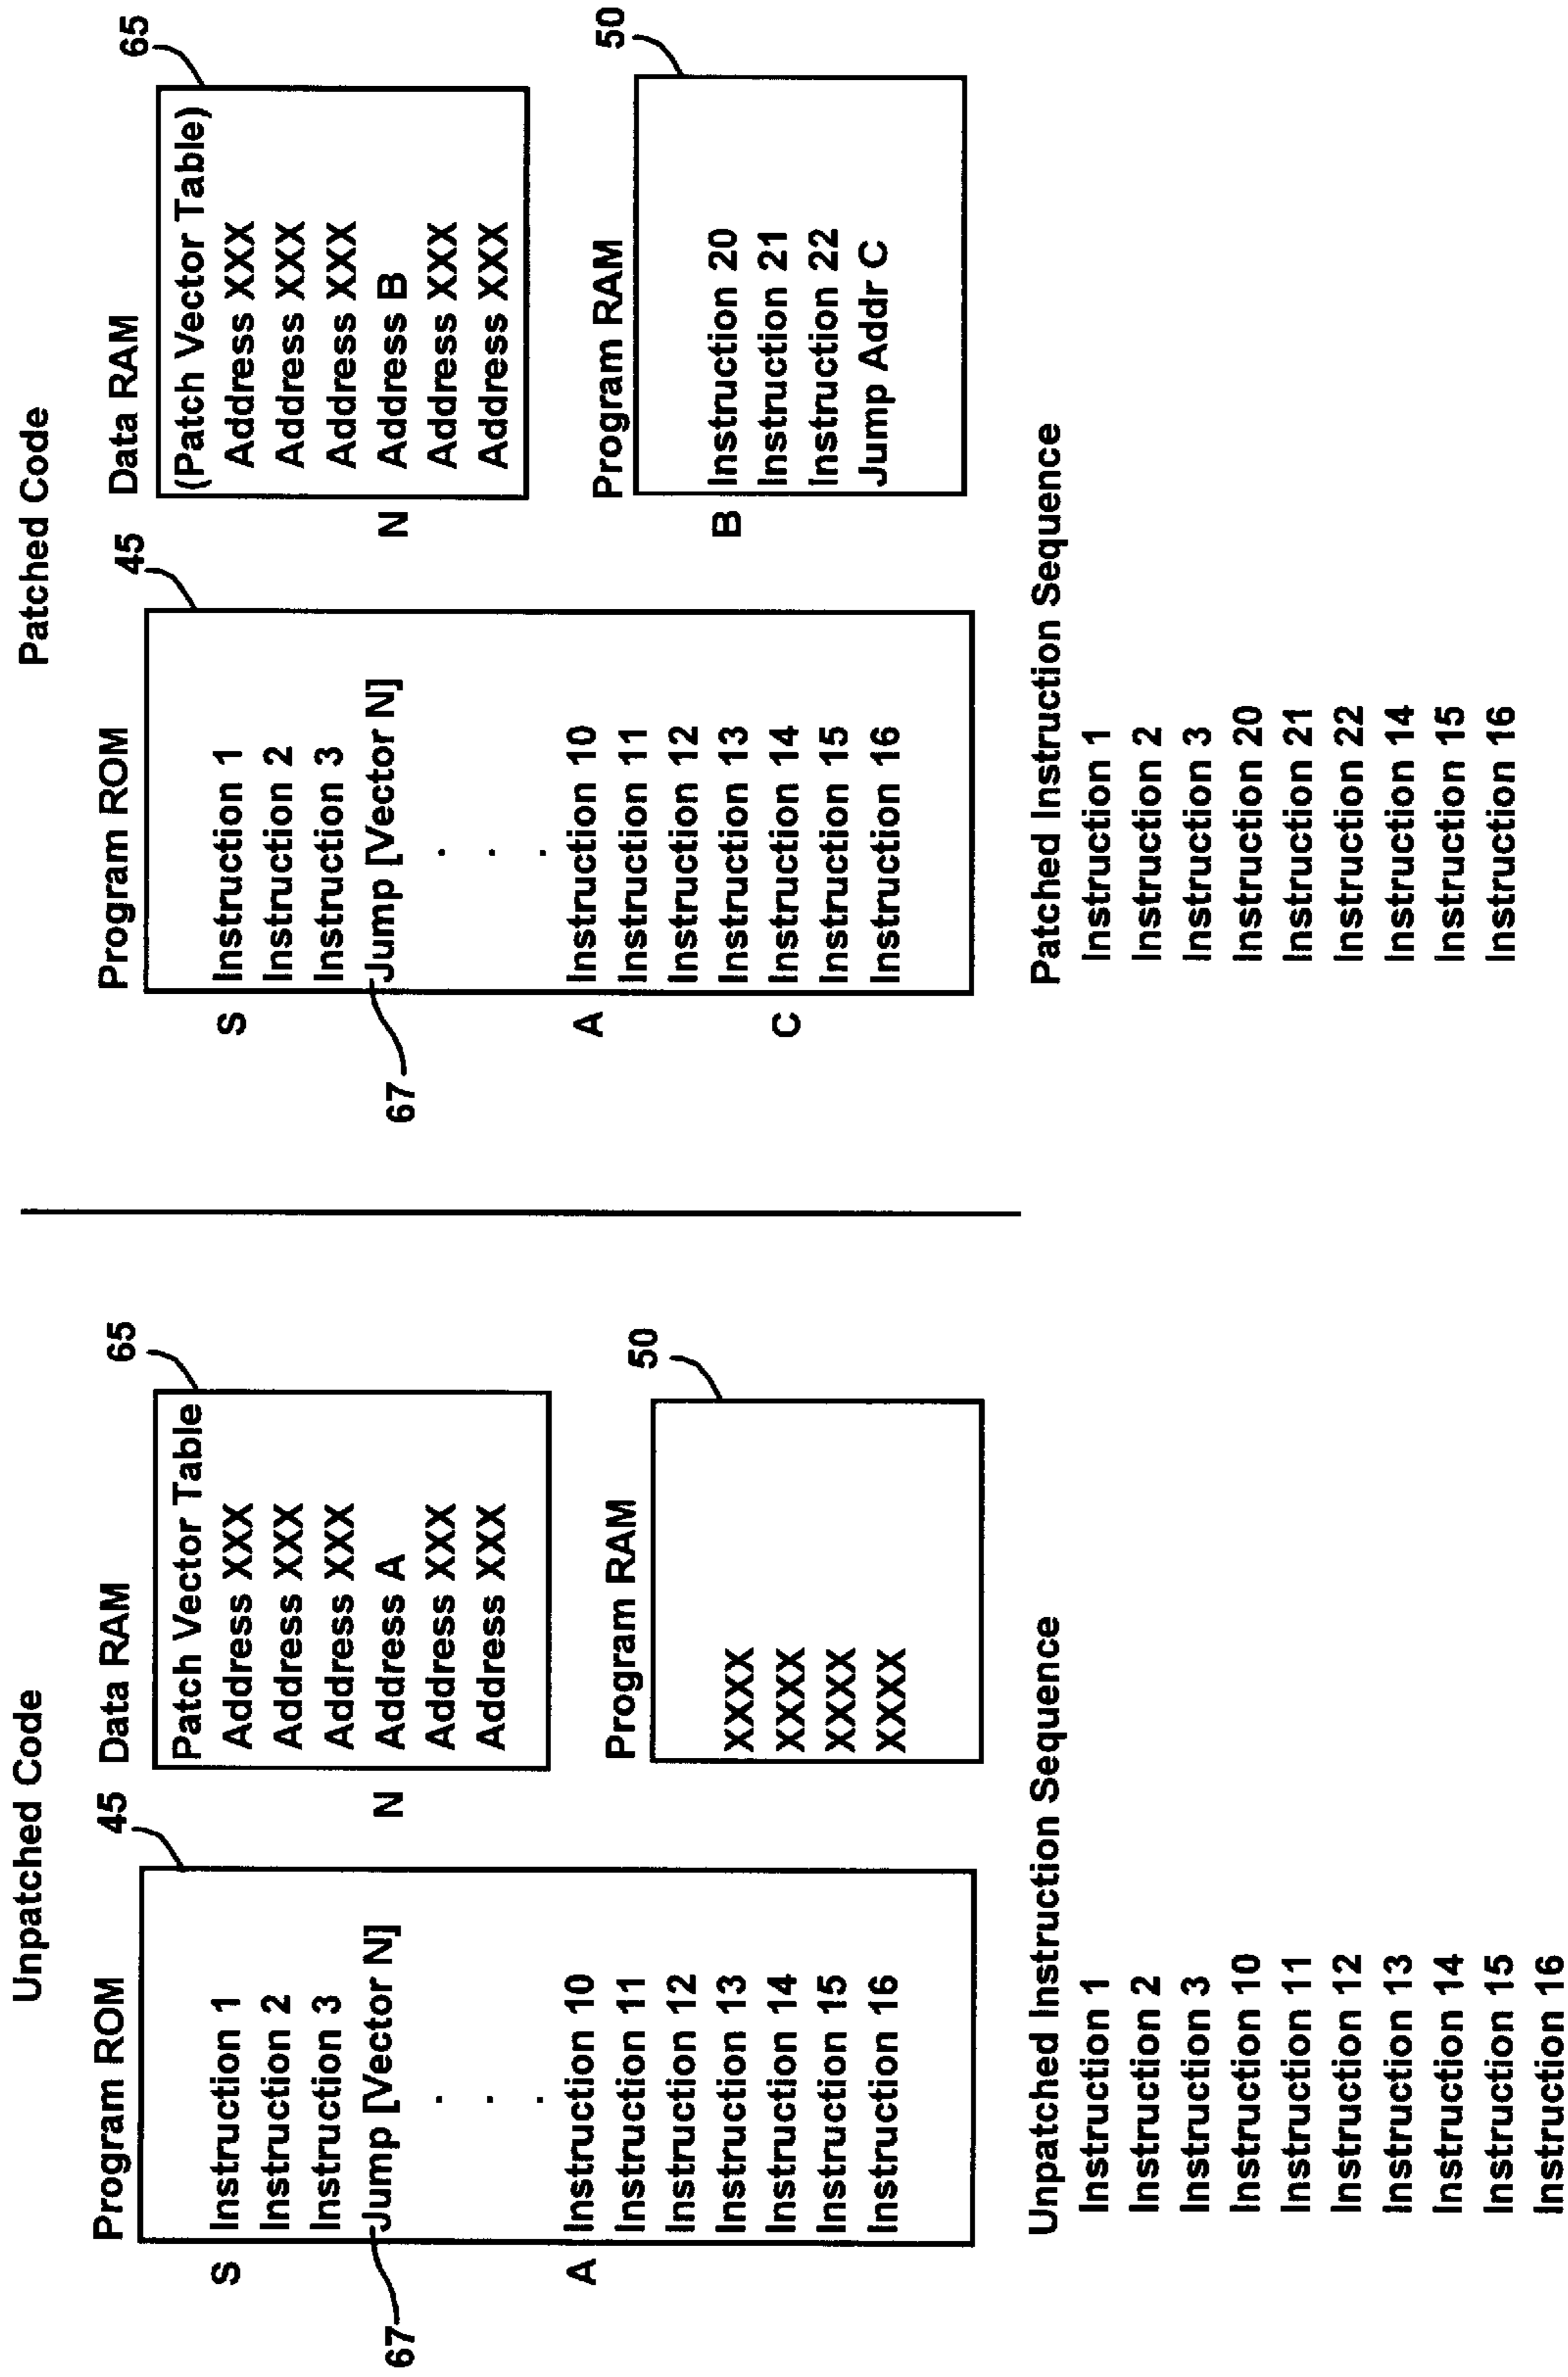 Unpatched Code
Program ROM
45
S
Instruction 1
Instruction 2
Instruction 3
67
Jump [Vector N]
.
.
.
A
Instruction 10
Instruction 11
Instruction 12
Instruction 13
Instruction 14
Instruction 15
Instruction 16
Data RAM
65
Patch Vector Table
Address XXX
Address XXX
Address XXX
N
Address A
Address XXX
Address XXX
Program RAM
50
XXXX
XXXX
XXXX
XXXX
Unpatched Instruction Sequence
Instruction 1
Instruction 2
Instruction 3
Instruction 10
Instruction 11
Instruction 12
Instruction 13
Instruction 14
Instruction 15
Instruction 16
Patched Code
Program ROM
45
S
Instruction 1
Instruction 2
Instruction 3
67
Jump [Vector N]
.
.
.
A
Instruction 10
Instruction 11
Instruction 12
Instruction 13
C
Instruction 14
Instruction 15
Instruction 16
Data RAM
65
(Patch Vector Table)
Address XXX
Address XXX
Address XXX
N
Address B
Address XXX
Address XXX
Program RAM
50
B
Instruction 20
Instruction 21
Instruction 22
Jump Addr C
Patched Instruction Sequence
Instruction 1
Instruction 2
Instruction 3
Instruction 20
Instruction 21
Instruction 22
Instruction 14
Instruction 15
Instruction 16